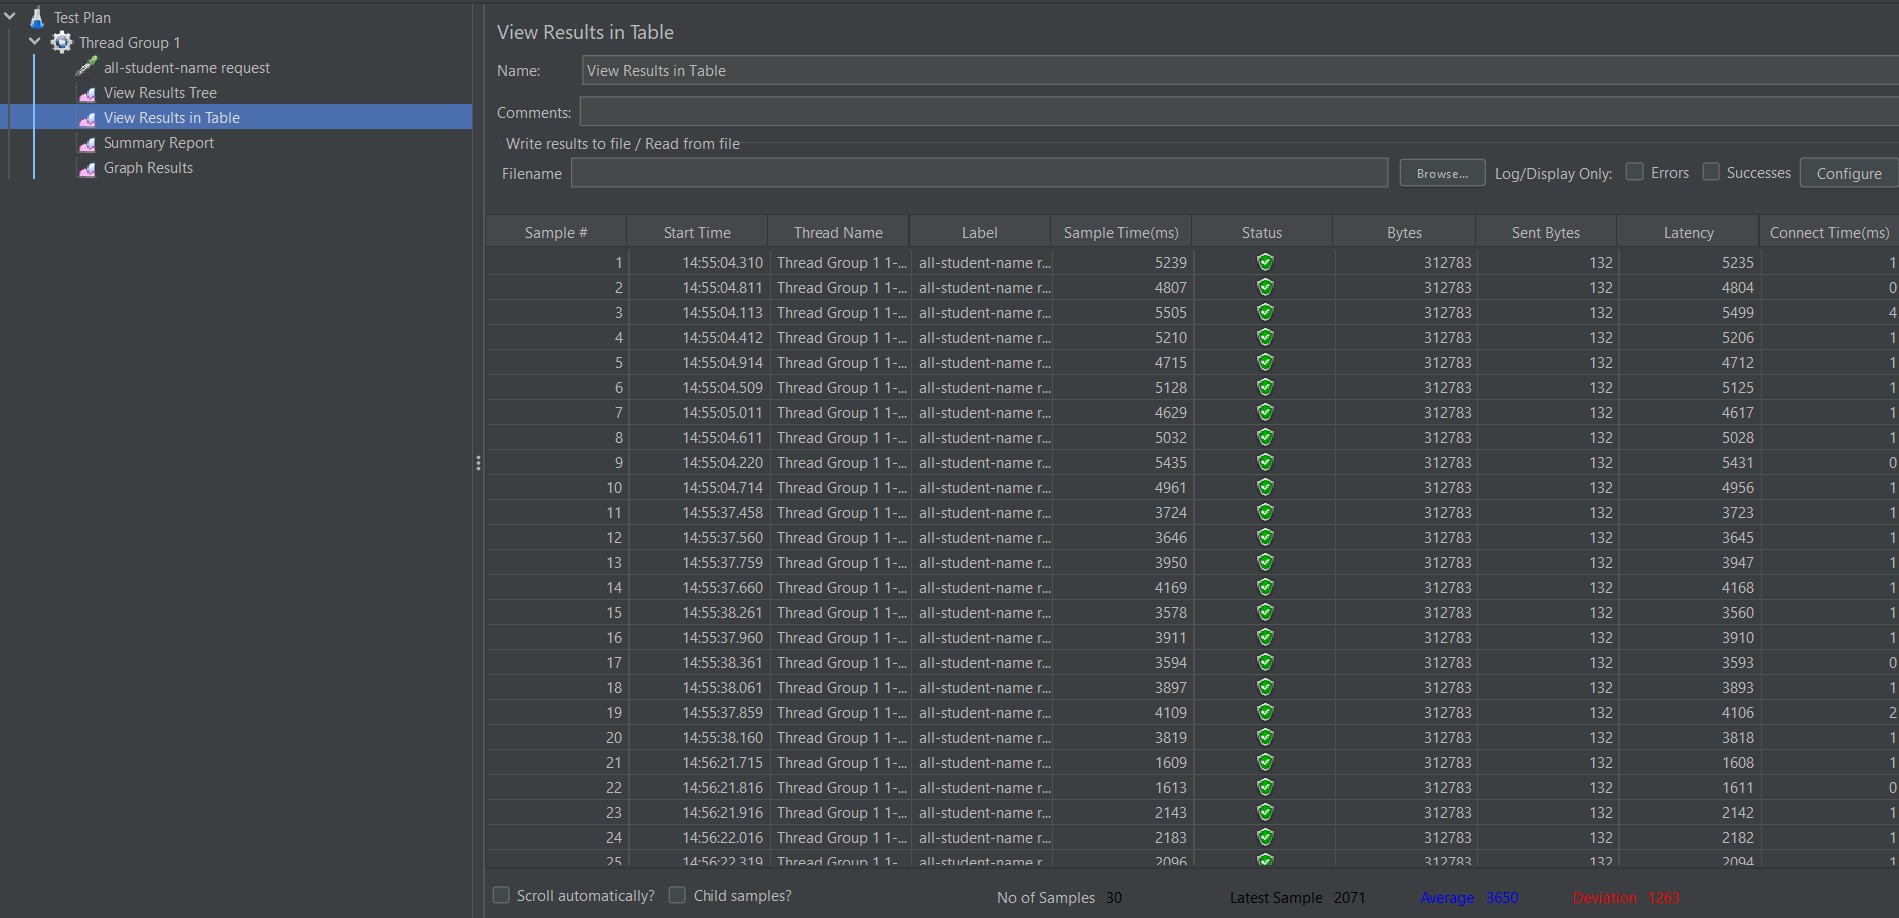 Test Plan
Thread Group 1
all-student-name request
View Results Tree
View Results in Table
Summary Report
Graph Results
View Results in Table
Name: View Results in Table
Comments:
Write results to file / Read from file
Filename Browse... Log/Display Only: Errors Successes Configure
Sample # Start Time Thread Name Label Sample Time(ms) Status Bytes Sent Bytes Latency Connect Time(ms)
1 14:55:04.310 Thread Group 1 1-... all-student-name r... 5239 312783 132 5235 1
2 14:55:04.811 Thread Group 1 1-... all-student-name r... 4807 312783 132 4804 0
3 14:55:04.113 Thread Group 1 1-... all-student-name r... 5505 312783 132 5499 4
4 14:55:04.412 Thread Group 1 1-... all-student-name r... 5210 312783 132 5206 1
5 14:55:04.914 Thread Group 1 1-... all-student-name r... 4715 312783 132 4712 1
6 14:55:04.509 Thread Group 1 1-... all-student-name r... 5128 312783 132 5125 1
7 14:55:05.011 Thread Group 1 1-... all-student-name r... 4629 312783 132 4617 1
8 14:55:04.611 Thread Group 1 1-... all-student-name r... 5032 312783 132 5028 1
9 14:55:04.220 Thread Group 1 1-... all-student-name r... 5435 312783 132 5431 0
10 14:55:04.714 Thread Group 1 1-... all-student-name r... 4961 312783 132 4956 1
11 14:55:37.458 Thread Group 1 1-... all-student-name r... 3724 312783 132 3723 1
12 14:55:37.560 Thread Group 1 1-... all-student-name r... 3646 312783 132 3645 1
13 14:55:37.759 Thread Group 1 1-... all-student-name r... 3950 312783 132 3947 1
14 14:55:37.660 Thread Group 1 1-... all-student-name r... 4169 312783 132 4168 1
15 14:55:38.261 Thread Group 1 1-... all-student-name r... 3578 312783 132 3560 1
16 14:55:37.960 Thread Group 1 1-... all-student-name r... 3911 312783 132 3910 1
17 14:55:38.361 Thread Group 1 1-... all-student-name r... 3594 312783 132 3593 0
18 14:55:38.061 Thread Group 1 1-... all-student-name r... 3897 312783 132 3893 1
19 14:55:37.859 Thread Group 1 1-... all-student-name r... 4109 312783 132 4106 2
20 14:55:38.160 Thread Group 1 1-... all-student-name r... 3819 312783 132 3818 1
21 14:56:21.715 Thread Group 1 1-... all-student-name r... 1609 312783 132 1608 1
22 14:56:21.816 Thread Group 1 1-... all-student-name r... 1613 312783 132 1611 0
23 14:56:21.916 Thread Group 1 1-... all-student-name r... 2143 312783 132 2142 1
24 14:56:22.016 Thread Group 1 1-... all-student-name r... 2183 312783 132 2182 1
25 14:56:22.319 Thread Group 1 1-... all-student-name r... 2096 312783 132 2094 1
Scroll automatically? Child samples? No of Samples 30 Latest Sample 2071 Average 3650 Deviation 1263